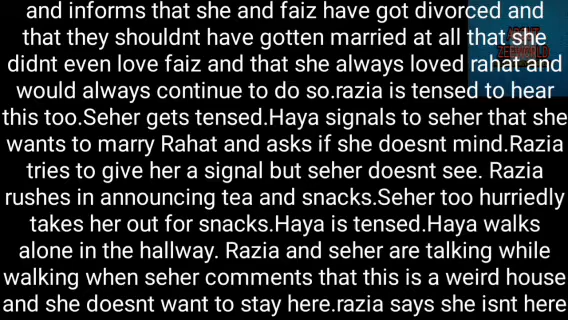 and informs that she and faiz have got divorced and
that they shouldnt have gotten married at all that she
didnt even love faiz and that she always loved rahat and
would always continue to do so.razia is tensed to hear
this too.Seher gets tensed.Haya signals to seher that she
wants to marry Rahat and asks if she doesnt mind.Razia
tries to give her a signal but seher doesnt see. Razia
rushes in announcing tea and snacks.Seher too hurriedly
takes her out for snacks.Haya is tensed.Haya walks
alone in the hallway. Razia and seher are talking while
walking when seher comments that this is a weird house
and she doesnt want to stay here.razia says she isnt here